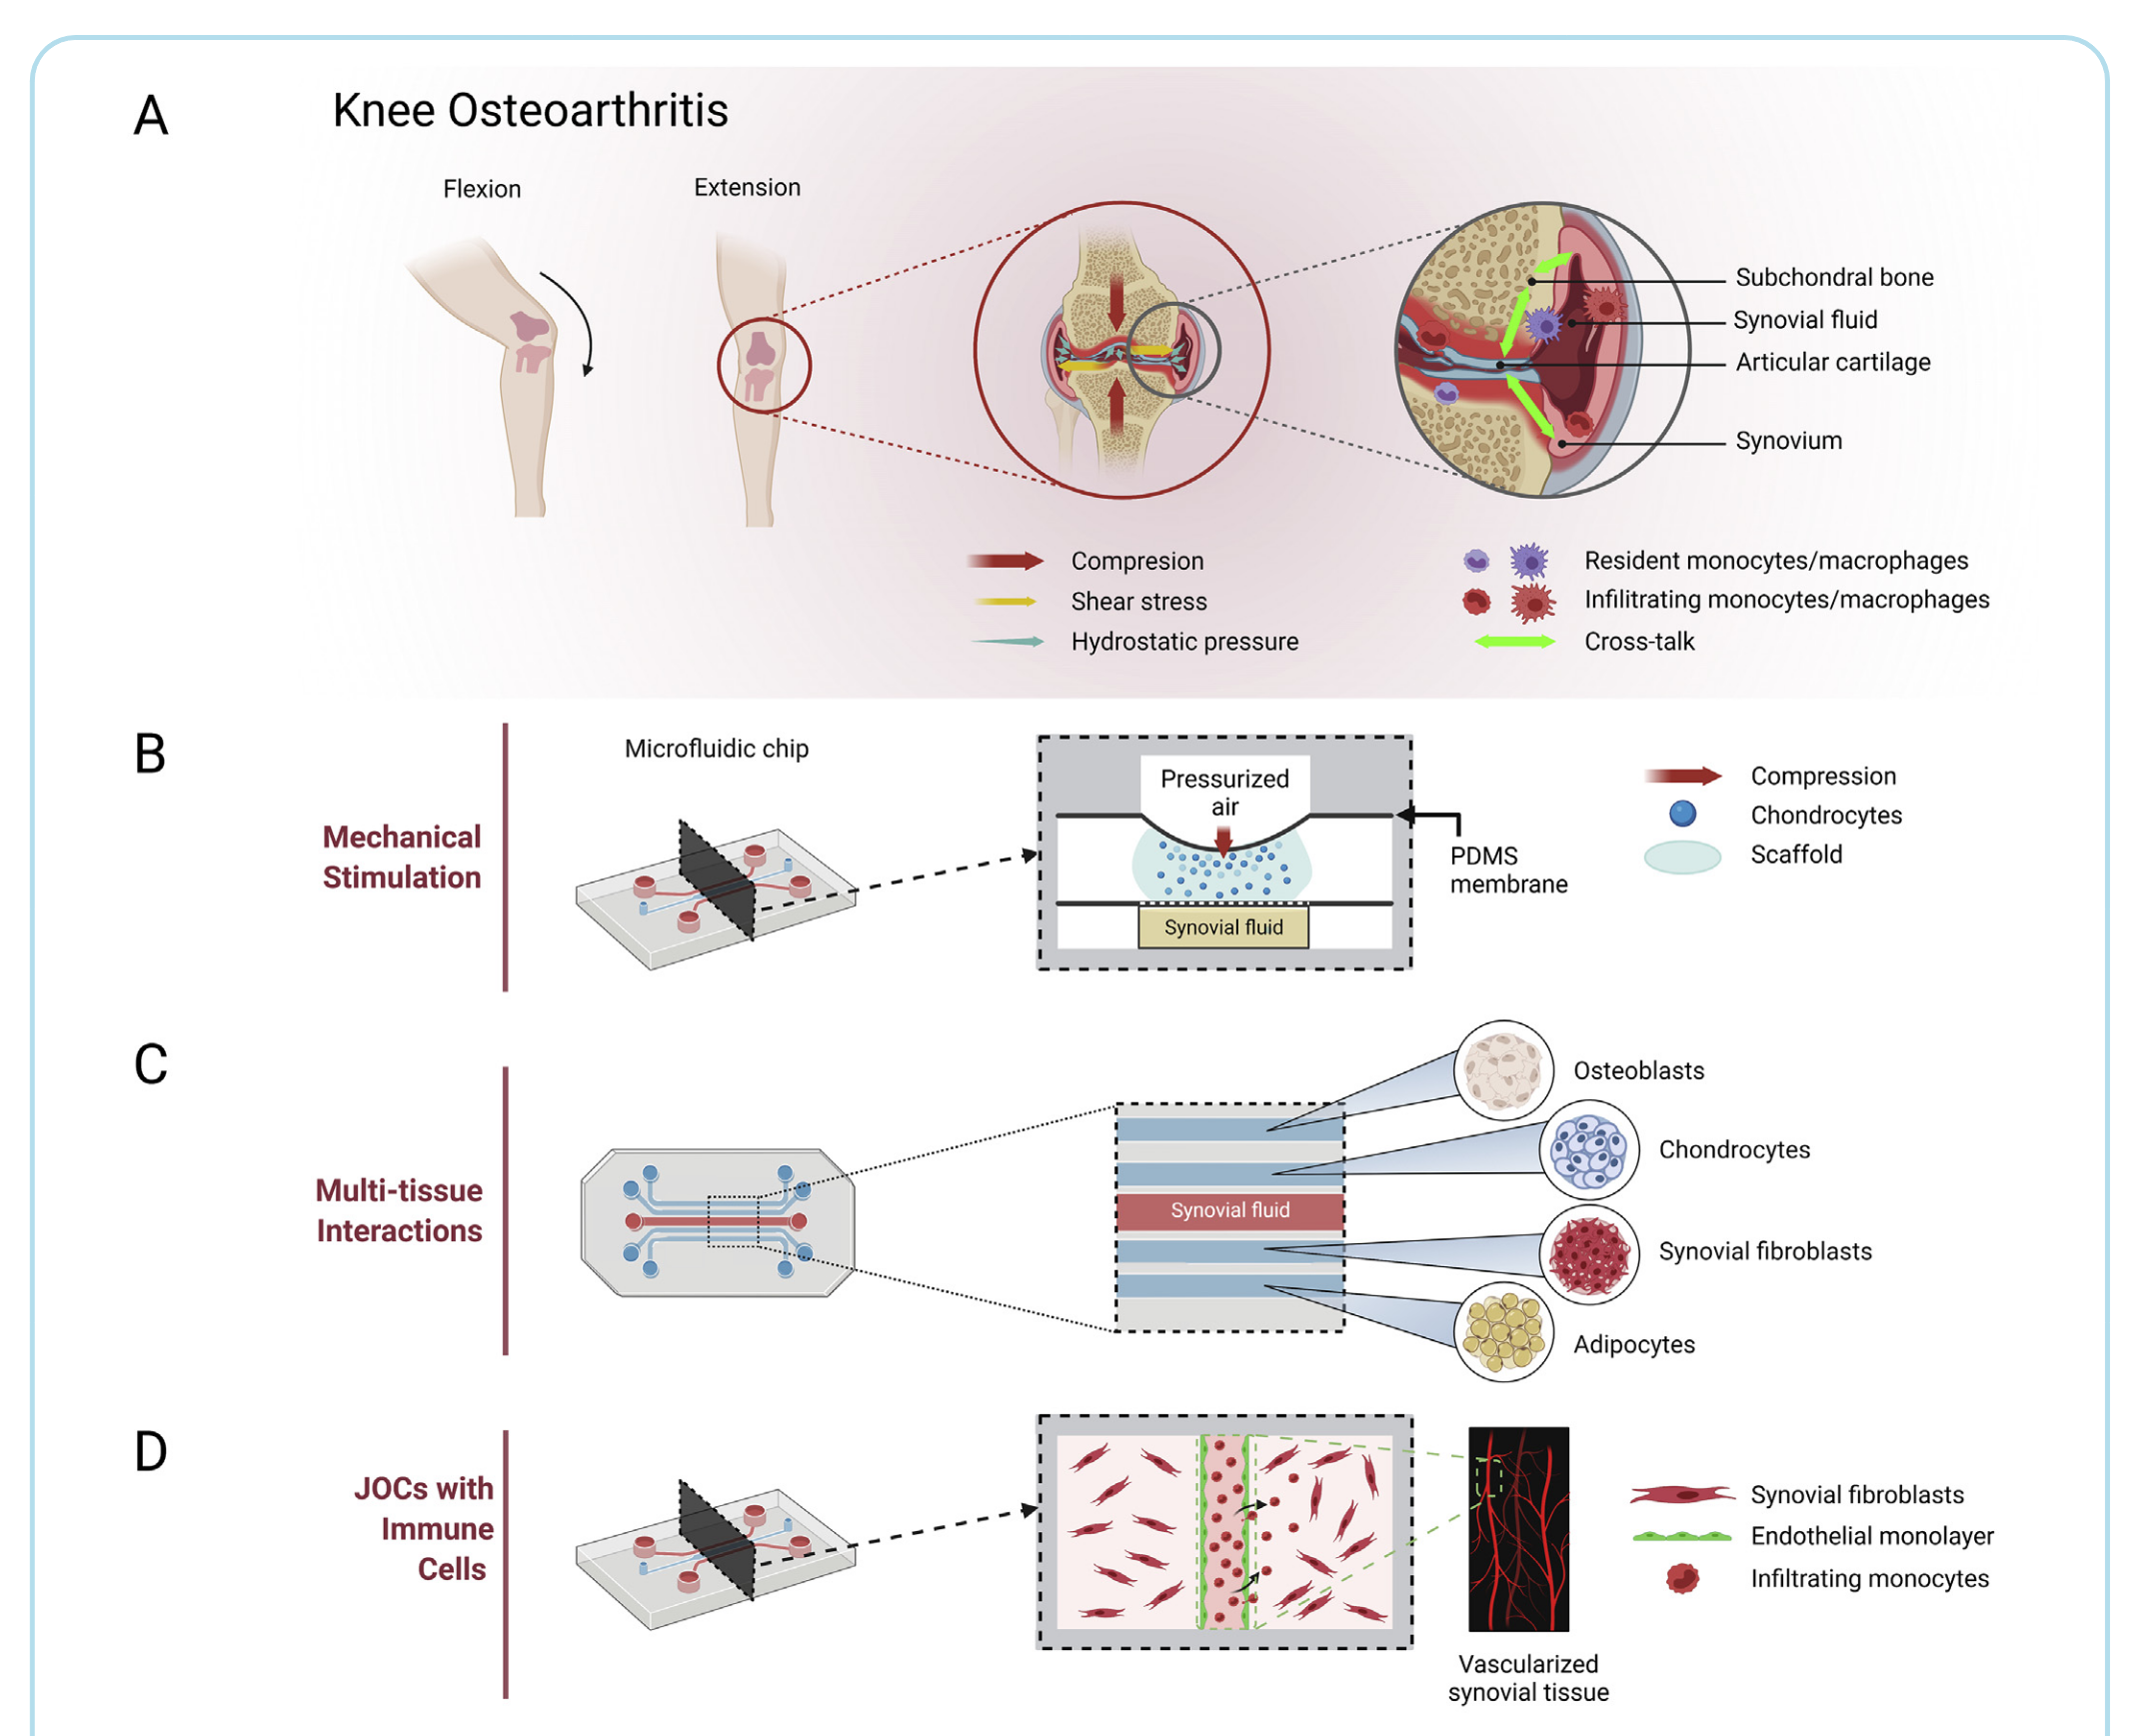 A
Knee Osteoarthritis
Flexion
Extension
Subchondral bone
Synovial fluid
Articular cartilage
Synovium
Compresion
Shear stress
Hydrostatic pressure
Resident monocytes/macrophages
Infilitrating monocytes/macrophages
Cross-talk
B
Mechanical
Stimulation
Microfluidic chip
Pressurized
air
Synovial fluid
PDMS
membrane
Compression
Chondrocytes
Scaffold
C
Multi-tissue
Interactions
Synovial fluid
Osteoblasts
Chondrocytes
Synovial fibroblasts
Adipocytes
D
JOCs with
Immune
Cells
Vascularized
synovial tissue
Synovial fibroblasts
Endothelial monolayer
Infiltrating monocytes